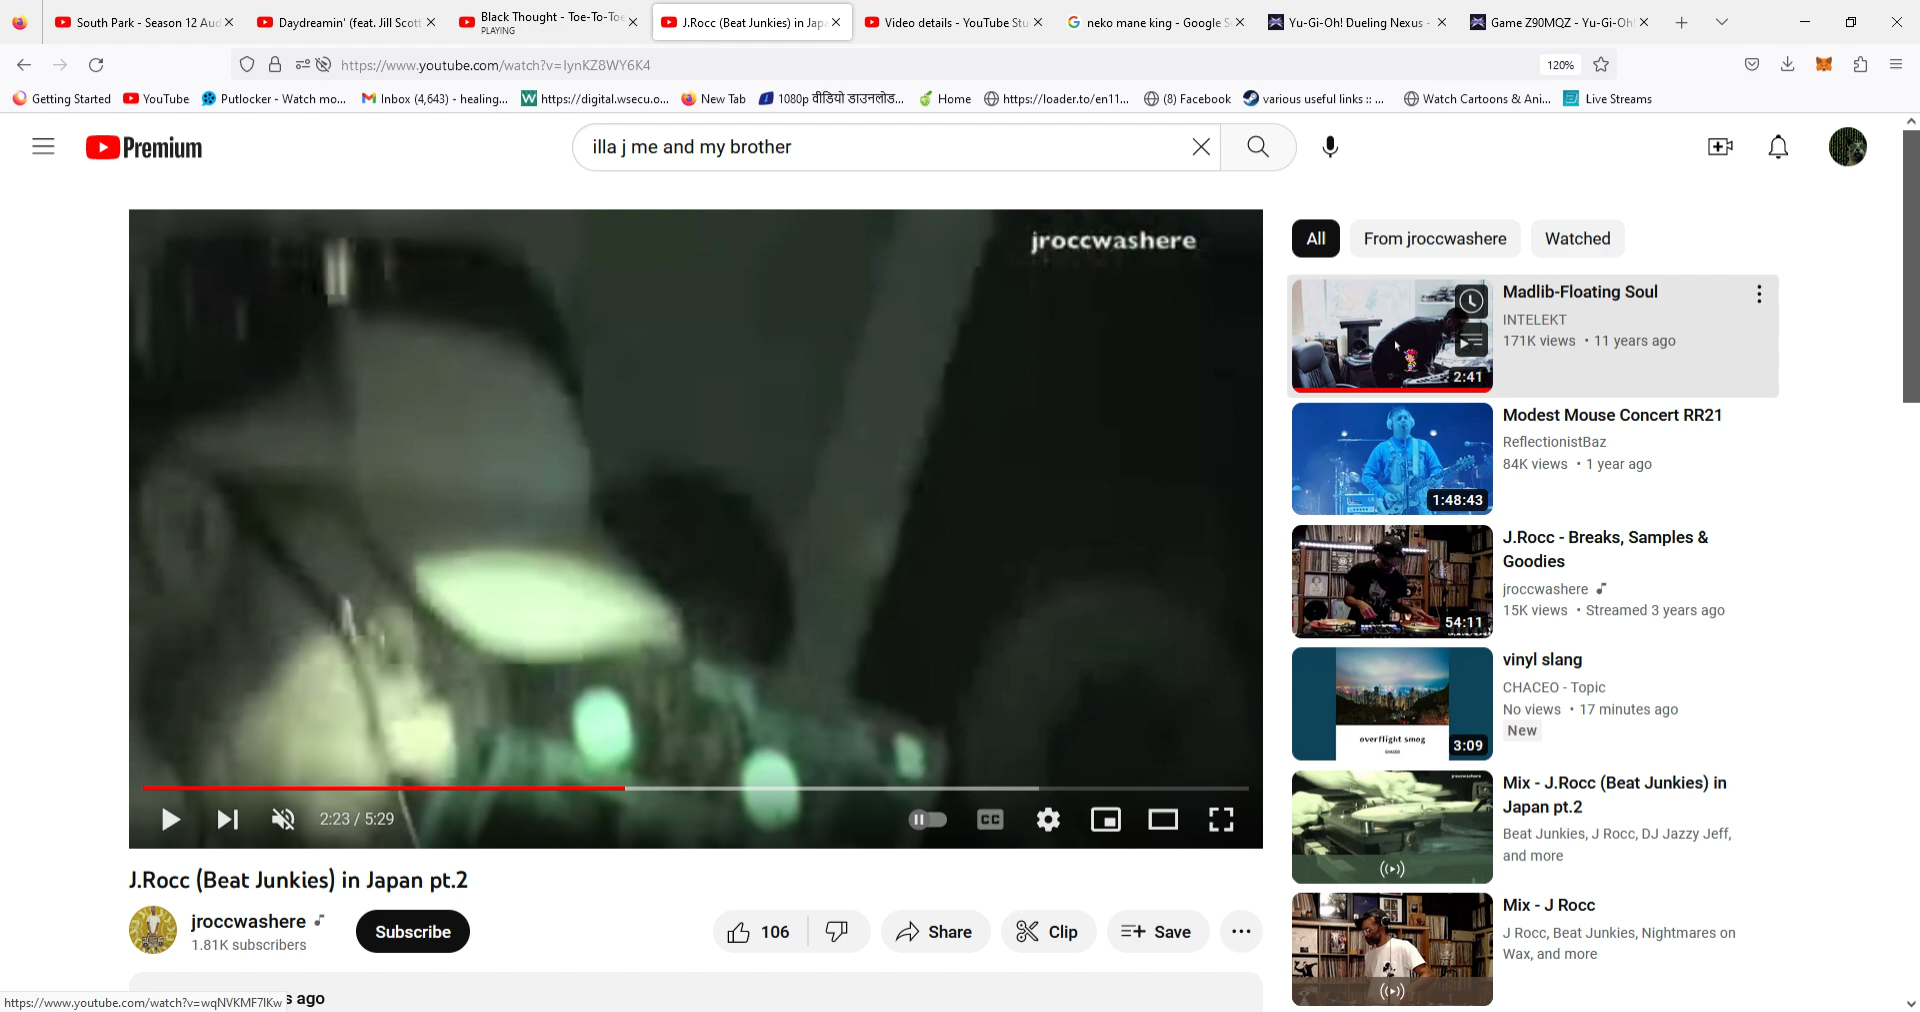 South Park - Season 12 Aud
Daydreamin' (feat. Jill Scott
Black Thought - Toe-To-Toe
PLAYING
J.Rocc (Beat Junkies) in Japa
Video details - YouTube Stu
neko mane king - Google S
Yu-Gi-Oh! Dueling Nexus -
Game Z90MQZ - Yu-Gi-Oh!
https://www.youtube.com/watch?v=IynKZ8WY6K4
120%
Getting Started
YouTube
Putlocker - Watch mo...
Inbox (4,643) - healing...
https://digital.wsecu.o...
New Tab
1080p वीडियो डाउनलोड...
Home
https://loader.to/en11...
(8) Facebook
various useful links :: ...
Watch Cartoons & Ani...
Live Streams
Premium
illa j me and my brother
jroccwashere
All
From jroccwashere
Watched
Madlib-Floating Soul
INTELEKT
171K views • 11 years ago
2:41
Modest Mouse Concert RR21
ReflectionistBaz
84K views • 1 year ago
1:48:43
J.Rocc - Breaks, Samples &
Goodies
jroccwashere
15K views • Streamed 3 years ago
54:11
vinyl slang
CHACEO - Topic
No views • 17 minutes ago
New
overflight smog
CHACEO
3:09
Mix - J.Rocc (Beat Junkies) in
Japan pt.2
Beat Junkies, J Rocc, DJ Jazzy Jeff,
and more
Mix - J Rocc
J Rocc, Beat Junkies, Nightmares on
Wax, and more
2:23 / 5:29
CC
J.Rocc (Beat Junkies) in Japan pt.2
jroccwashere
1.81K subscribers
Subscribe
106
Share
Clip
Save
https://www.youtube.com/watch?v=wqNVKMF7IKw
s ago